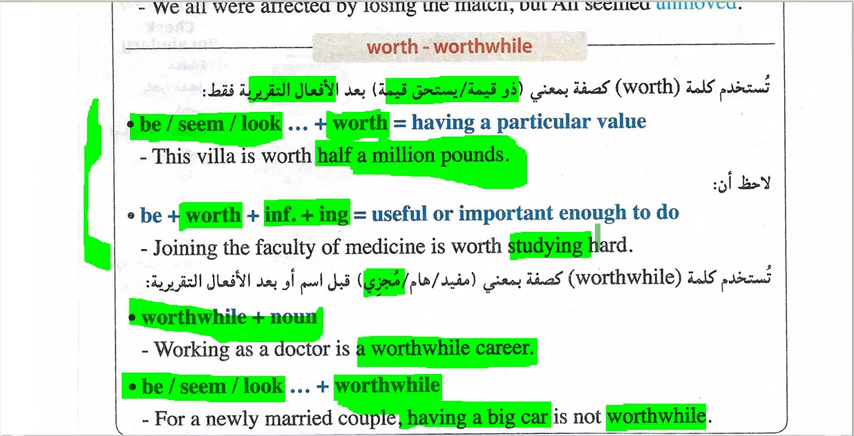 - We all were affected by losing the match, but Ali seemed unmoved.
worth - worthwhile
تُستخدم كلمة (worth) كصفة بمعني (ذو قيمة/يستحق قيمة) بعد الأفعال التقريرية فقط:
• be / seem / look ... + worth = having a particular value
- This villa is worth half a million pounds.
لاحظ أن:
• be + worth + inf. + ing = useful or important enough to do
- Joining the faculty of medicine is worth studying hard.
تُستخدم كلمة (worthwhile) كصفة بمعني (مفيد/هام/مُجزِي) قبل اسم أو بعد الأفعال التقريرية:
• worthwhile + noun
- Working as a doctor is a worthwhile career.
• be / seem / look ... + worthwhile
- For a newly married couple, having a big car is not worthwhile.